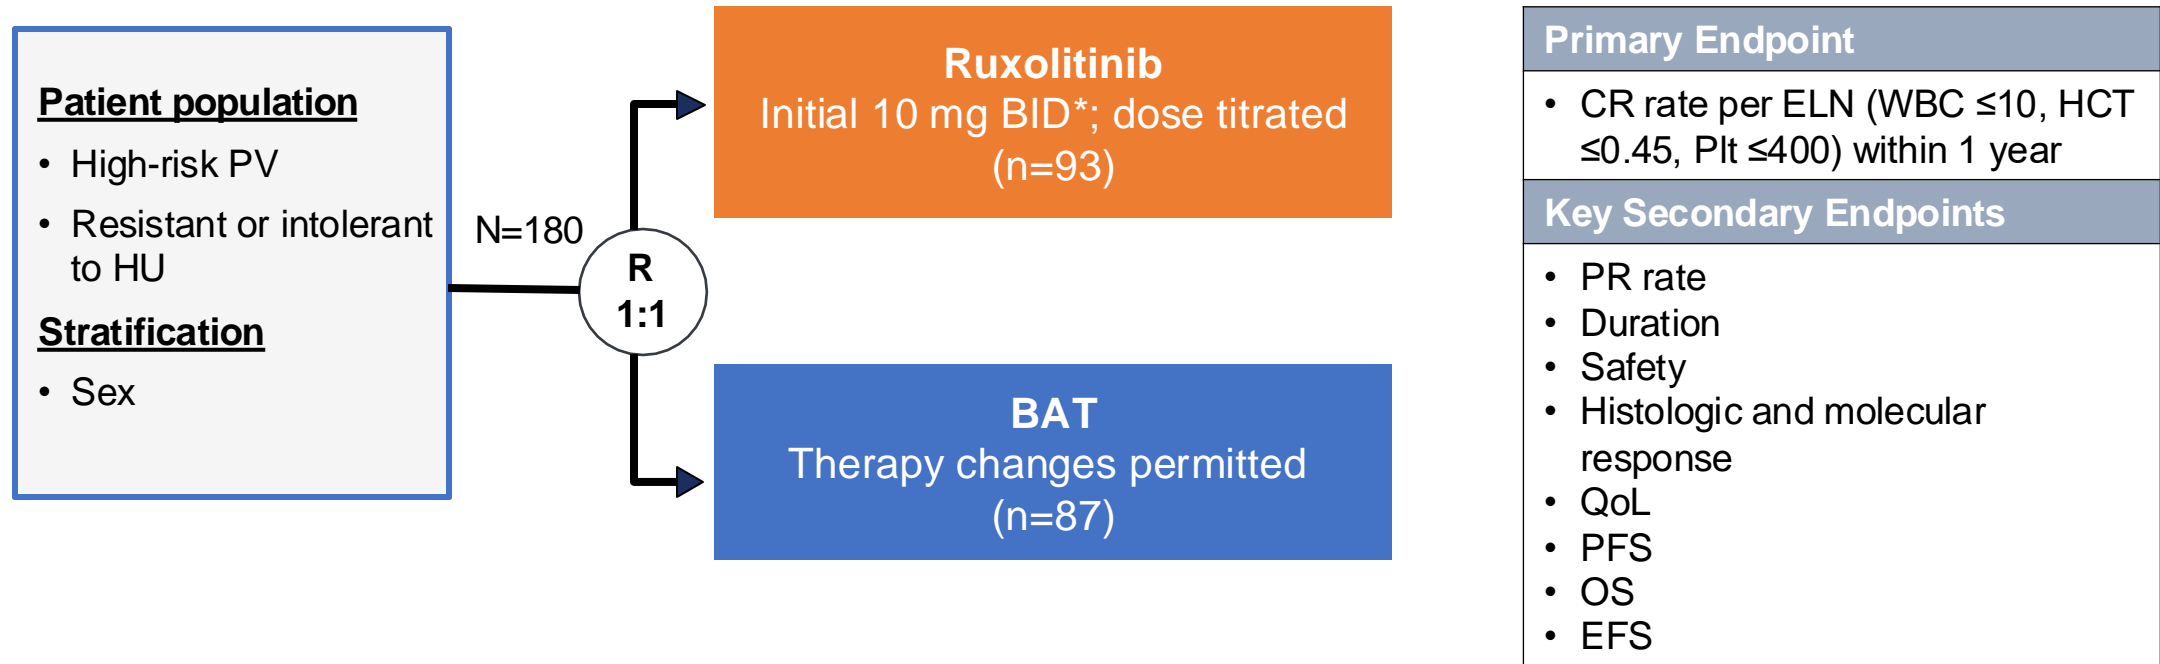 Patient population
• High-risk PV
• Resistant or intolerant
to HU
Stratification
• Sex
N=180
R
1:1
Ruxolitinib
Initial 10 mg BID*; dose titrated
(n=93)
BAT
Therapy changes permitted
(n=87)
Primary Endpoint
• CR rate per ELN (WBC ≤10, HCT
≤0.45, Plt ≤400) within 1 year
Key Secondary Endpoints
• PR rate
• Duration
• Safety
• Histologic and molecular
response
• QoL
• PFS
• OS
• EFS